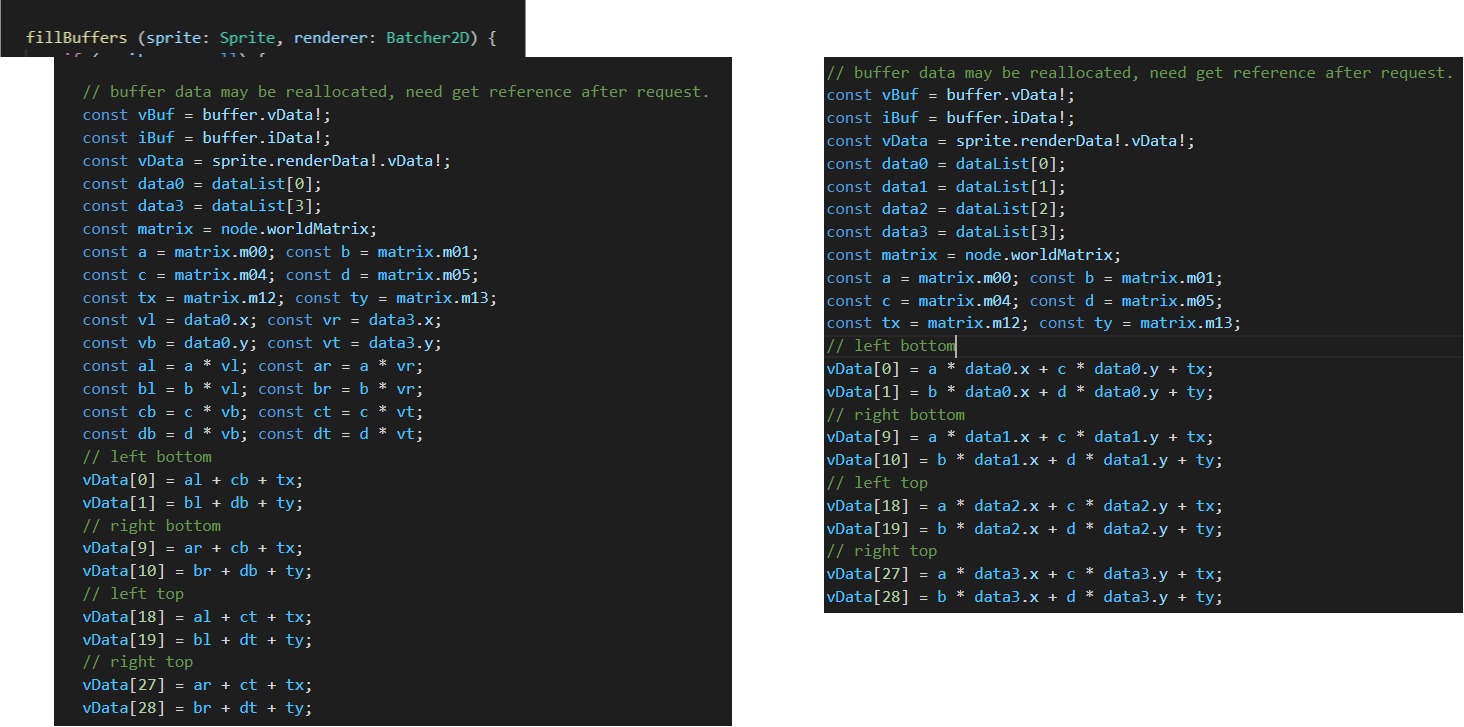 fillBuffers (sprite: Sprite, renderer: Batcher2D) {
// buffer data may be reallocated, need get reference after request.
const vBuf = buffer.vData!;
const iBuf = buffer.iData!;
const vData = sprite.renderData!.vData!;
const data0 = dataList[0];
const data3 = dataList[3];
const matrix = node.worldMatrix;
const a = matrix.m00; const b = matrix.m01;
const c = matrix.m04; const d = matrix.m05;
const tx = matrix.m12; const ty = matrix.m13;
const vl = data0.x; const vr = data3.x;
const vb = data0.y; const vt = data3.y;
const al = a * vl; const ar = a * vr;
const bl = b * vl; const br = b * vr;
const cb = c * vb; const ct = c * vt;
const db = d * vb; const dt = d * vt;
// left bottom
vData[0] = al + cb + tx;
vData[1] = bl + db + ty;
// right bottom
vData[9] = ar + cb + tx;
vData[10] = br + db + ty;
// left top
vData[18] = al + ct + tx;
vData[19] = bl + dt + ty;
// right top
vData[27] = ar + ct + tx;
vData[28] = br + dt + ty;
// buffer data may be reallocated, need get reference after request.
const vBuf = buffer.vData!;
const iBuf = buffer.iData!;
const vData = sprite.renderData!.vData!;
const data0 = dataList[0];
const data1 = dataList[1];
const data2 = dataList[2];
const data3 = dataList[3];
const matrix = node.worldMatrix;
const a = matrix.m00; const b = matrix.m01;
const c = matrix.m04; const d = matrix.m05;
const tx = matrix.m12; const ty = matrix.m13;
// left bottom
vData[0] = a * data0.x + c * data0.y + tx;
vData[1] = b * data0.x + d * data0.y + ty;
// right bottom
vData[9] = a * data1.x + c * data1.y + tx;
vData[10] = b * data1.x + d * data1.y + ty;
// left top
vData[18] = a * data2.x + c * data2.y + tx;
vData[19] = b * data2.x + d * data2.y + ty;
// right top
vData[27] = a * data3.x + c * data3.y + tx;
vData[28] = b * data3.x + d * data3.y + ty;